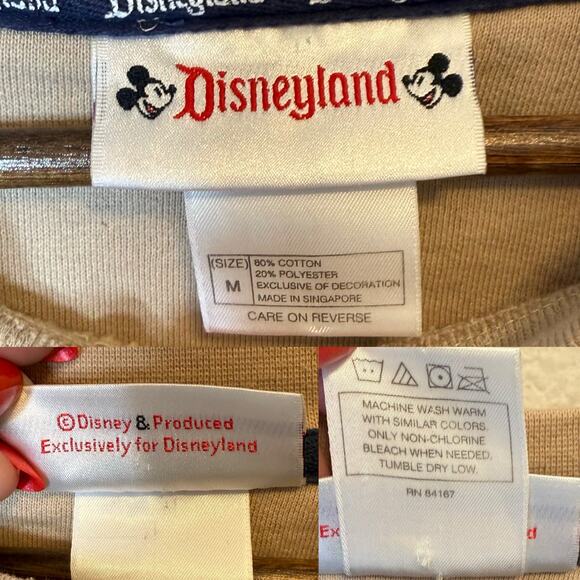 land Disneyland D
Disneyland
(SIZE) 80% COTTON
20% POLYESTER
M EXCLUSIVE OF DECORATION
MADE IN SINGAPORE
CARE ON REVERSE
©Disney & Produced
Exclusively for Disneyland
MACHINE WASH WARM
WITH SIMILAR COLORS.
ONLY NON-CHLORINE
BLEACH WHEN NEEDED.
TUMBLE DRY LOW.
RN 84167
Ex d